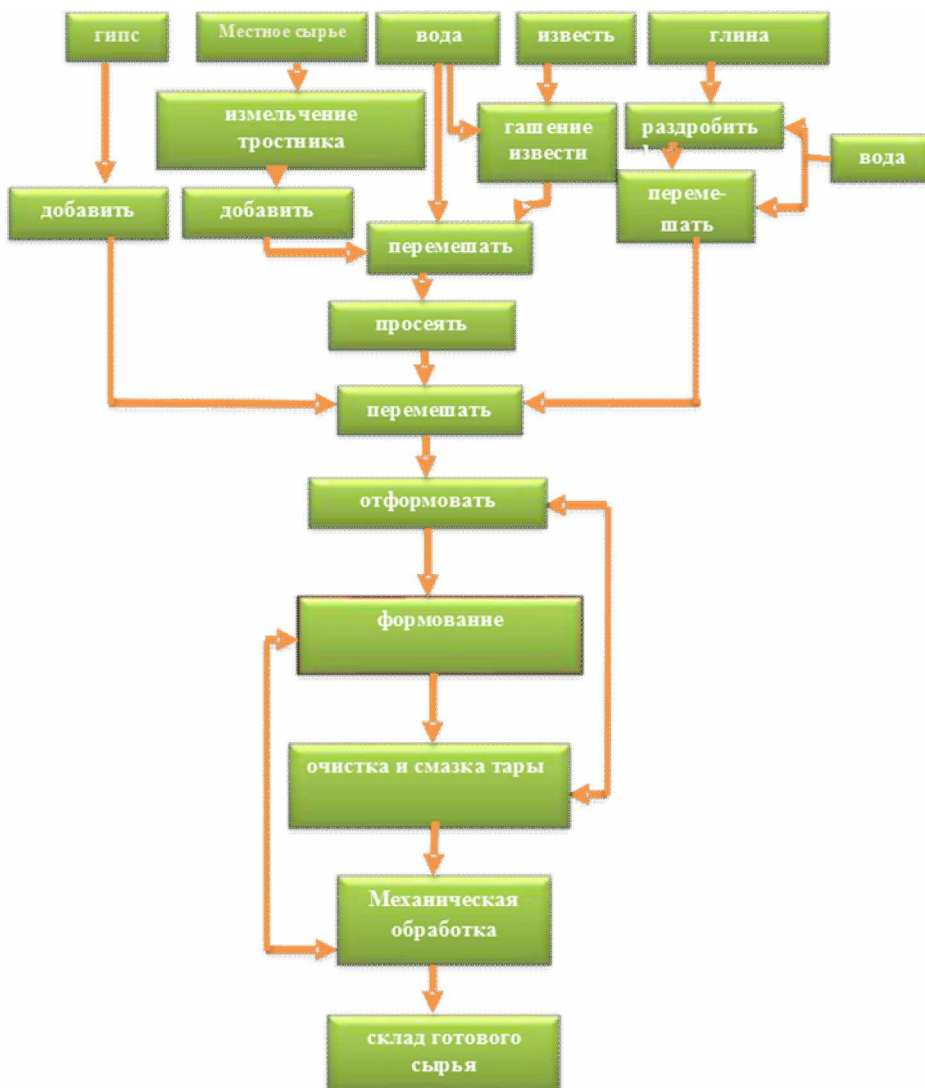 гипс
Местное сырье
вода
известь
глина
измельчение
тростника
гашение
извести
раздробить
вода
добавить
добавить
переме-
шать
перемешать
просеять
перемешать
отформовать
формование
очистка и смазка тары
Механическая
обработка
склад готового
сырья